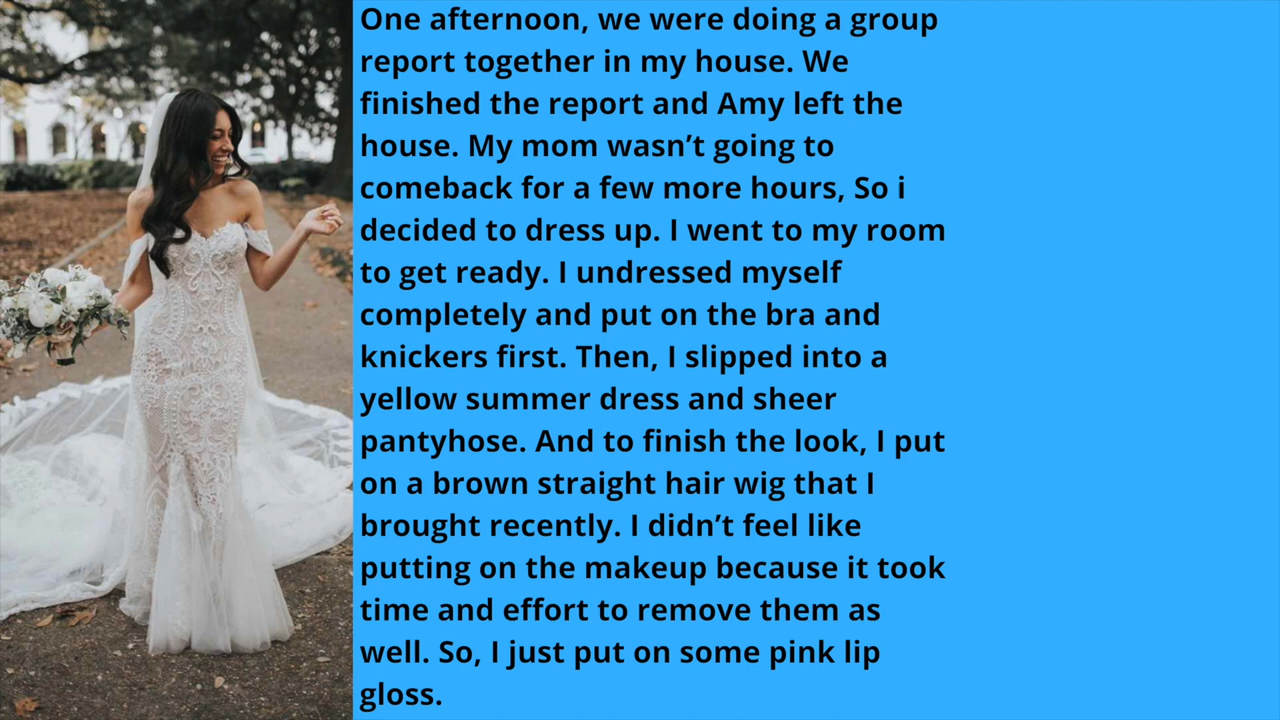 One afternoon, we were doing a group
report together in my house. We
finished the report and Amy left the
house. My mom wasn’t going to
comeback for a few more hours, So i
decided to dress up. I went to my room
to get ready. I undressed myself
completely and put on the bra and
knickers first. Then, I slipped into a
yellow summer dress and sheer
pantyhose. And to finish the look, I put
on a brown straight hair wig that I
brought recently. I didn’t feel like
putting on the makeup because it took
time and effort to remove them as
well. So, I just put on some pink lip
gloss.